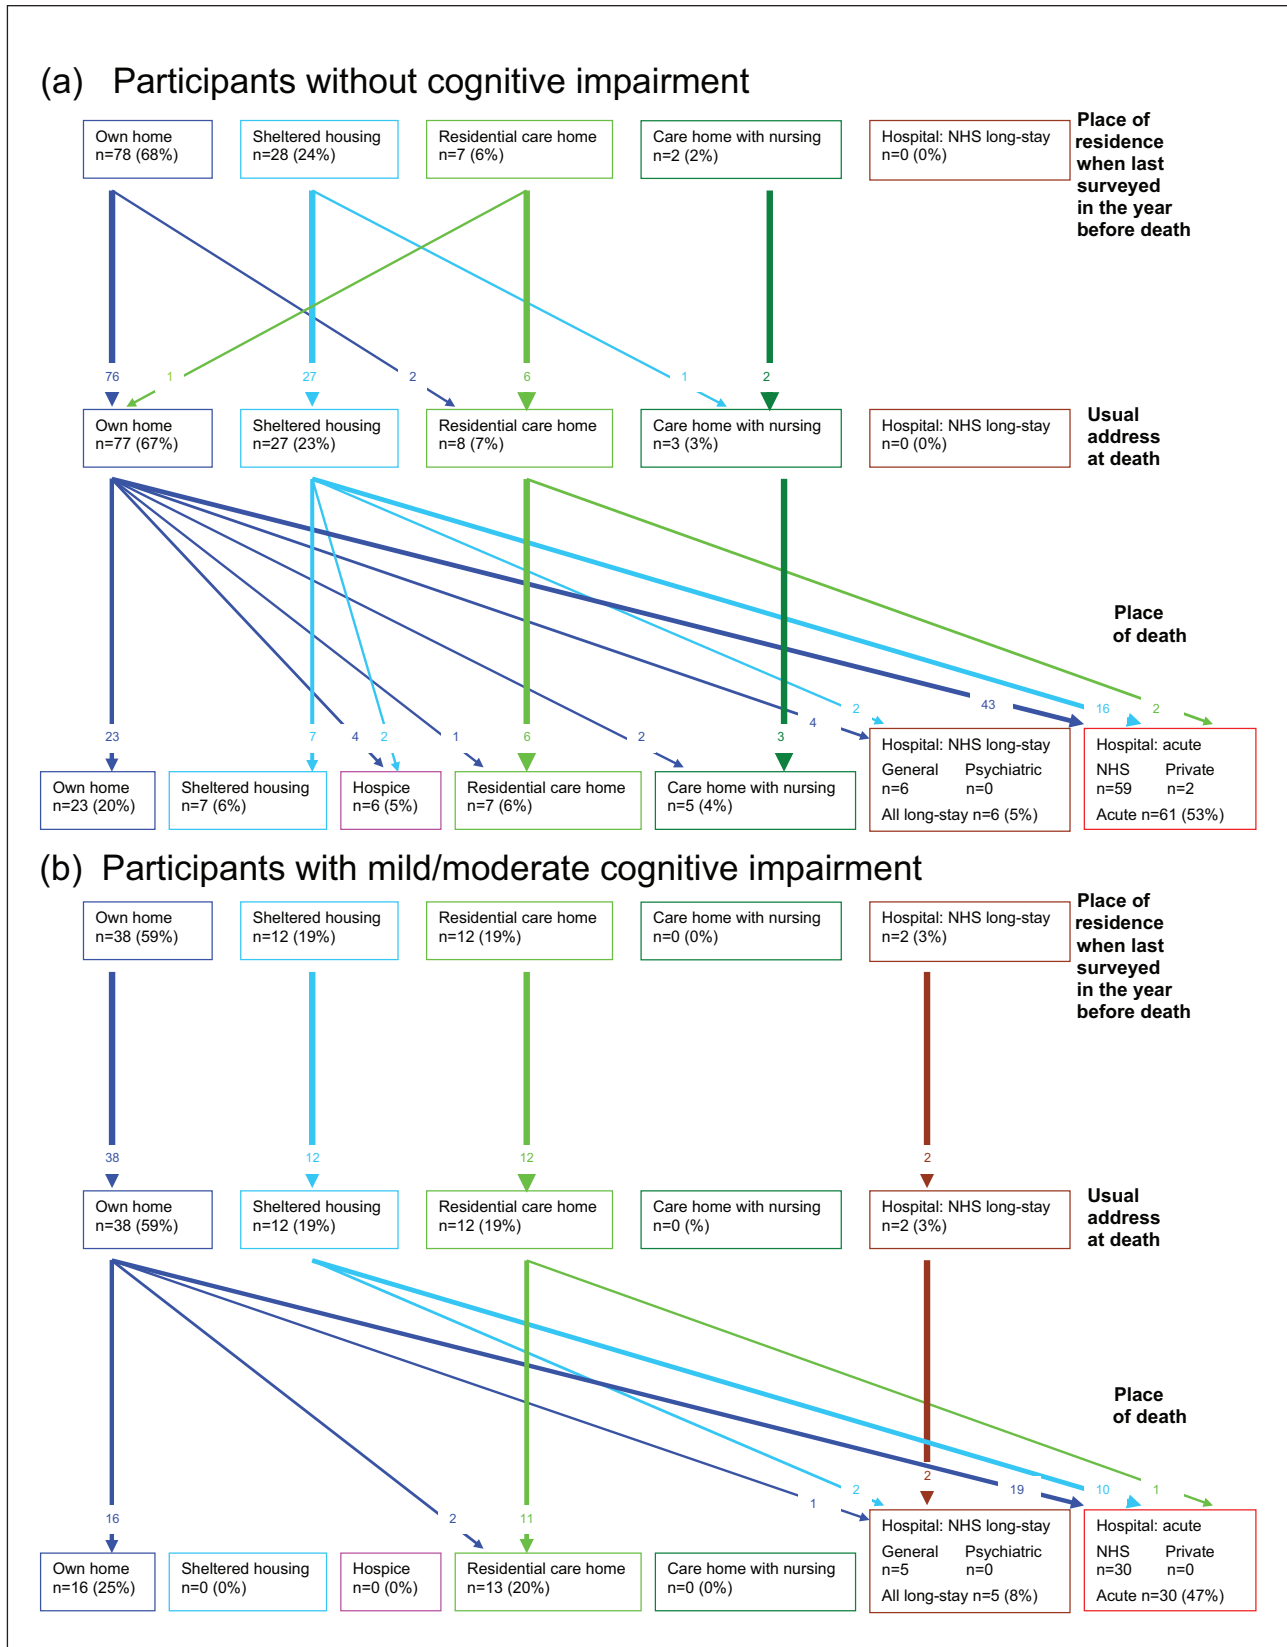 (a) Participants without cognitive impairment
Own home
n=78 (68%)
Sheltered housing
n=28 (24%)
Residential care home
n=7 (6%)
Care home with nursing
n=2 (2%)
Hospital: NHS long-stay
n=0 (0%)
Place of
residence
when last
surveyed
in the year
before death
76
1
27
2
6
1
2
Own home
n=77 (67%)
Sheltered housing
n=27 (23%)
Residential care home
n=8 (7%)
Care home with nursing
n=3 (3%)
Hospital: NHS long-stay
n=0 (0%)
Usual
address
at death
Place
of death
23
7
4
2
1
6
2
3
4
2
43
16
2
Own home
n=23 (20%)
Sheltered housing
n=7 (6%)
Hospice
n=6 (5%)
Residential care home
n=7 (6%)
Care home with nursing
n=5 (4%)
Hospital: NHS long-stay
General Psychiatric
n=6 n=0
All long-stay n=6 (5%)
Hospital: acute
NHS Private
n=59 n=2
Acute n=61 (53%)
(b) Participants with mild/moderate cognitive impairment
Own home
n=38 (59%)
Sheltered housing
n=12 (19%)
Residential care home
n=12 (19%)
Care home with nursing
n=0 (0%)
Hospital: NHS long-stay
n=2 (3%)
Place of
residence
when last
surveyed
in the year
before death
38
12
12
2
Own home
n=38 (59%)
Sheltered housing
n=12 (19%)
Residential care home
n=12 (19%)
Care home with nursing
n=0 (%)
Hospital: NHS long-stay
n=2 (3%)
Usual
address
at death
Place
of death
16
2
11
1
2
2
19
10
1
Own home
n=16 (25%)
Sheltered housing
n=0 (0%)
Hospice
n=0 (0%)
Residential care home
n=13 (20%)
Care home with nursing
n=0 (0%)
Hospital: NHS long-stay
General Psychiatric
n=5 n=0
All long-stay n=5 (8%)
Hospital: acute
NHS Private
n=30 n=0
Acute n=30 (47%)